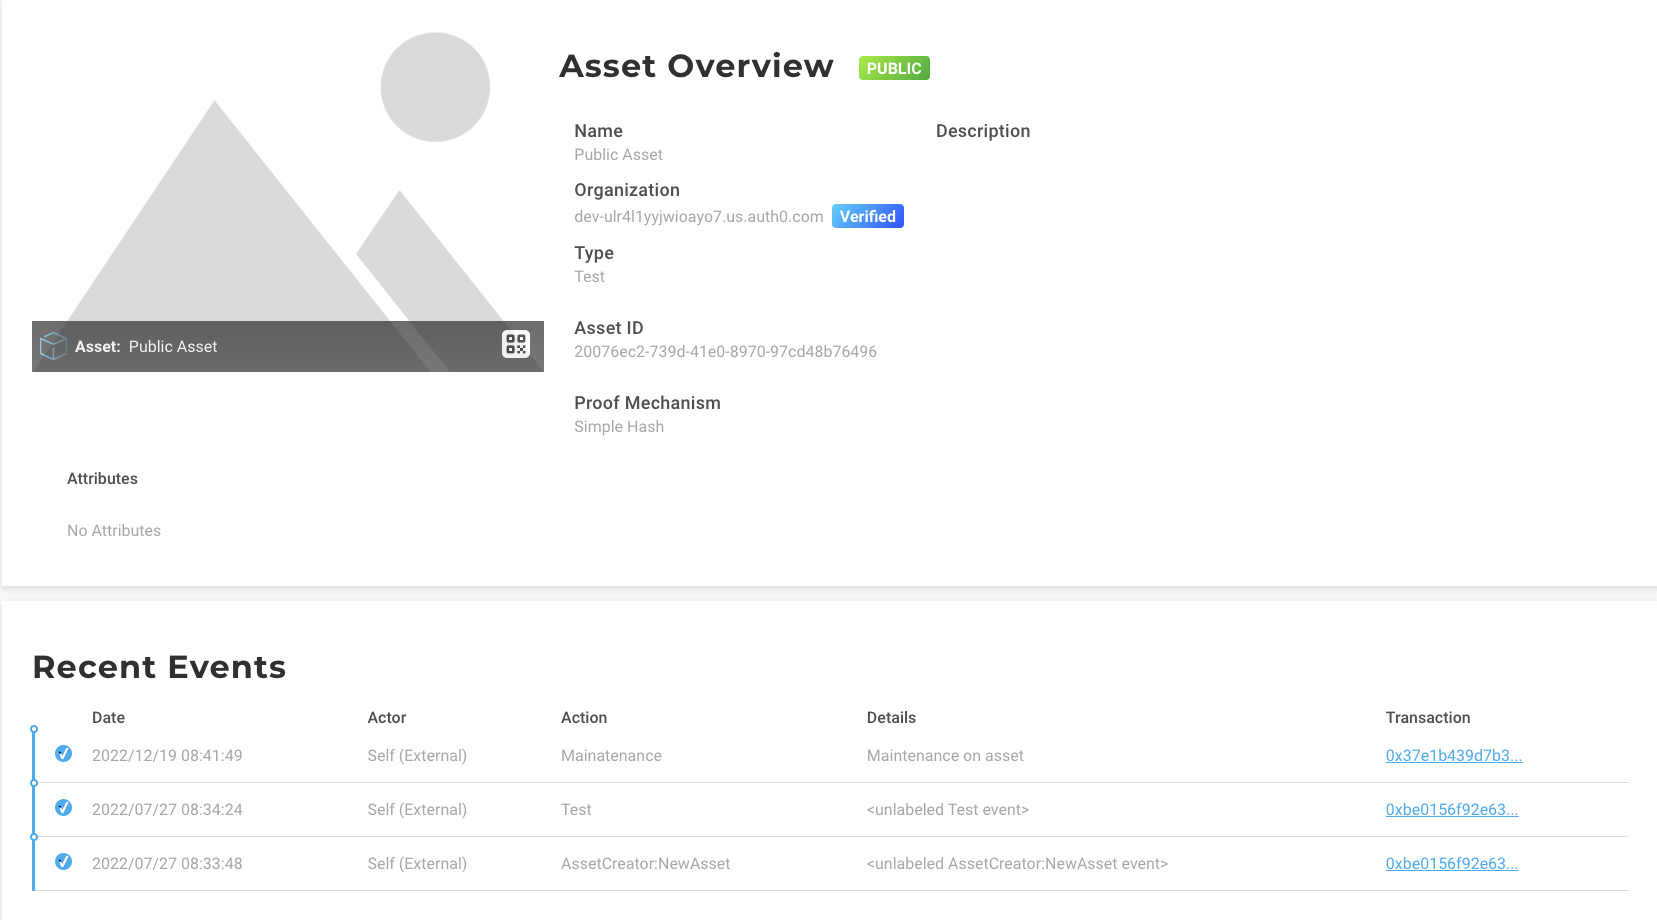 Asset Overview PUBLIC
Name
Public Asset
Description
Organization
dev-ulr4l1yyjwioayo7.us.auth0.com Verified
Type
Test
Asset ID
20076ec2-739d-41e0-8970-97cd48b76496
Proof Mechanism
Simple Hash
Asset: Public Asset
Attributes
No Attributes
Recent Events
Date Actor Action Details Transaction
2022/12/19 08:41:49 Self (External) Mainatenance Maintenance on asset 0x37e1b439d7b3...
2022/07/27 08:34:24 Self (External) Test <unlabeled Test event> 0xbe0156f92e63...
2022/07/27 08:33:48 Self (External) AssetCreator:NewAsset <unlabeled AssetCreator:NewAsset event> 0xbe0156f92e63...